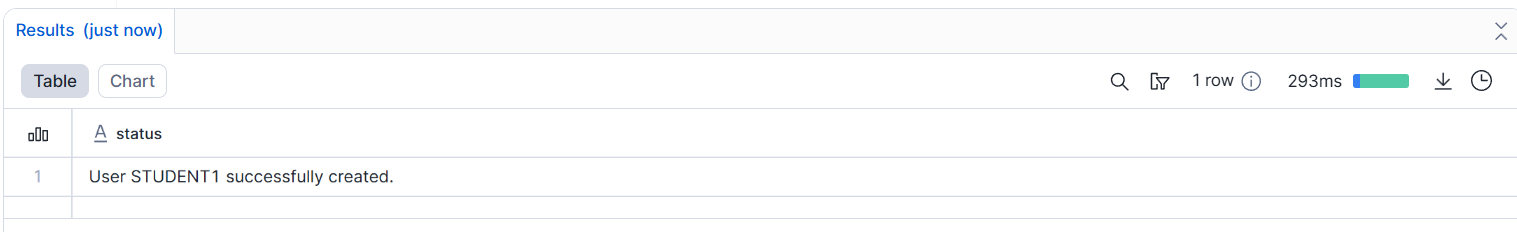 Results (just now)
Table Chart 1 row 293ms
A status
1 User STUDENT1 successfully created.